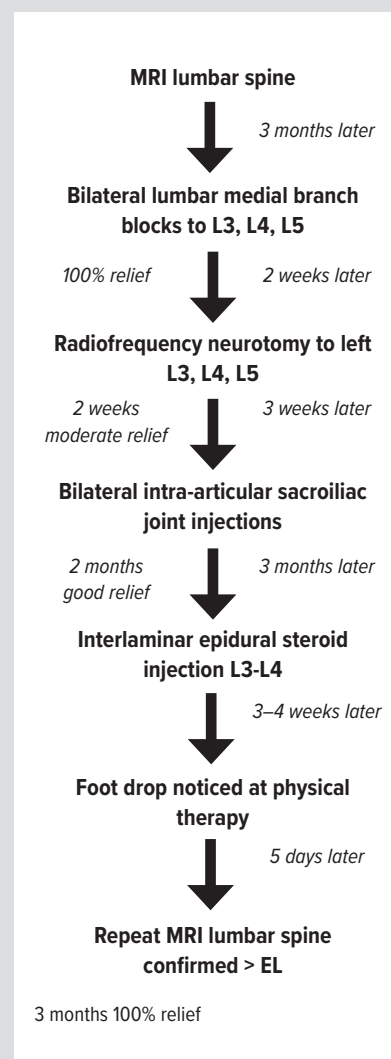 MRI lumbar spine
3 months later
Bilateral lumbar medial branch
blocks to L3, L4, L5
100% relief
2 weeks later
Radiofrequency neurotomy to left
L3, L4, L5
2 weeks
moderate relief
3 weeks later
Bilateral intra-articular sacroiliac
joint injections
2 months
good relief
3 months later
Interlaminar epidural steroid
injection L3-L4
3–4 weeks later
Foot drop noticed at physical
therapy
5 days later
Repeat MRI lumbar spine
confirmed > EL
3 months 100% relief